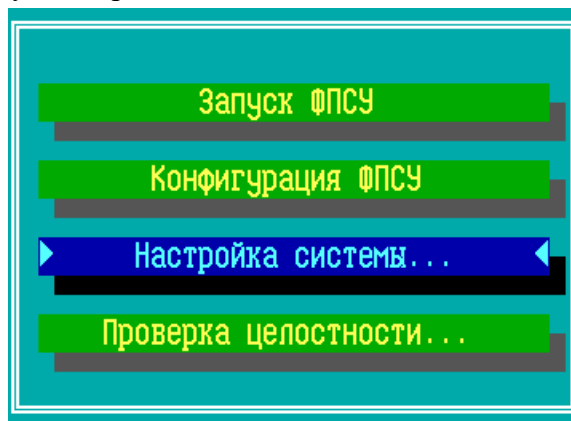 Запуск ФПСУ
Конфигурация ФПСУ
Настройка системы...
Проверка целостности...